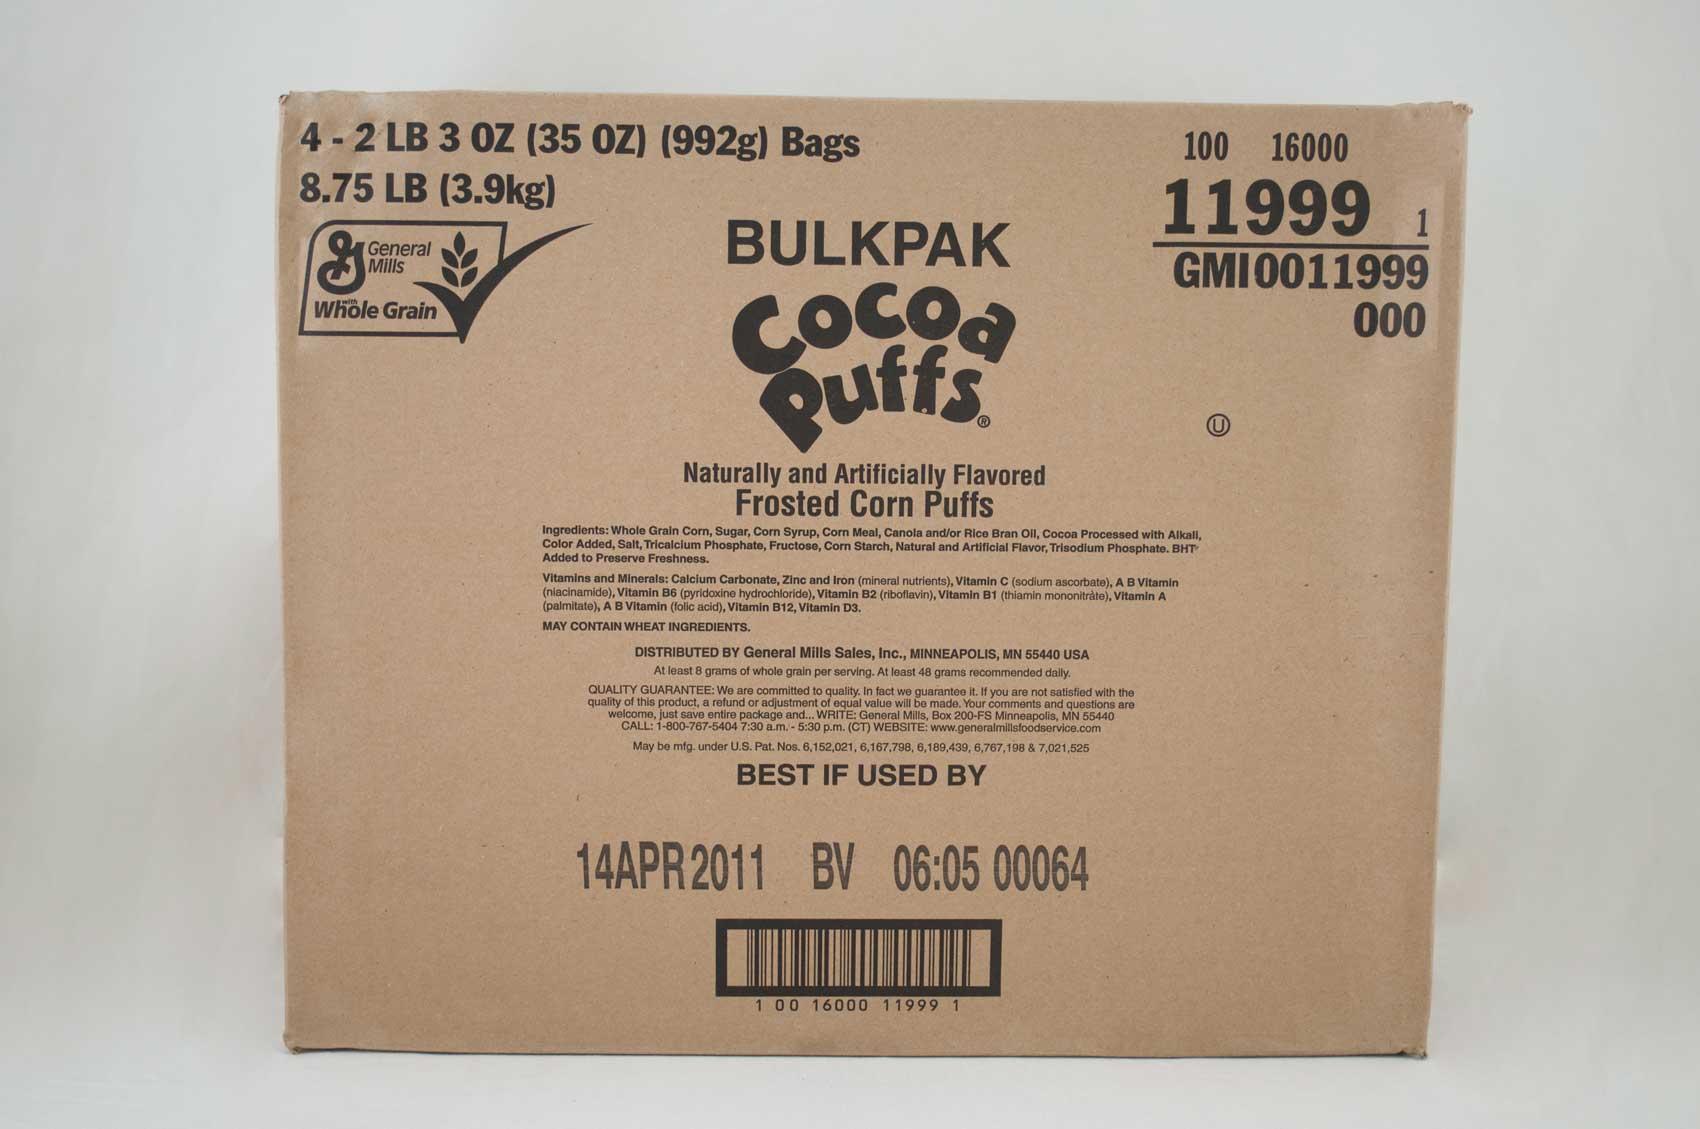 4 - 2 LB 3 OZ (35 OZ) (992g) Bags
8.75 LB (3.9kg)
General
Mills
with
Whole Grain
100 16000
11999 1
GMI0011999
000
BULKPAK
Cocoa
Puffs®
U
Naturally and Artificially Flavored
Frosted Corn Puffs
Ingredients: Whole Grain Corn, Sugar, Corn Syrup, Corn Meal, Canola and/or Rice Bran Oil, Cocoa Processed with Alkali,
Color Added, Salt, Tricalcium Phosphate, Fructose, Corn Starch, Natural and Artificial Flavor, Trisodium Phosphate. BHT
Added to Preserve Freshness.
Vitamins and Minerals: Calcium Carbonate, Zinc and Iron (mineral nutrients), Vitamin C (sodium ascorbate), A B Vitamin
(niacinamide), Vitamin B6 (pyridoxine hydrochloride), Vitamin B2 (riboflavin), Vitamin B1 (thiamin mononitrate), Vitamin A
(palmitate), A B Vitamin (folic acid), Vitamin B12, Vitamin D3.
MAY CONTAIN WHEAT INGREDIENTS.
DISTRIBUTED BY General Mills Sales, Inc., MINNEAPOLIS, MN 55440 USA
At least 8 grams of whole grain per serving. At least 48 grams recommended daily.
QUALITY GUARANTEE: We are committed to quality. In fact we guarantee it. If you are not satisfied with the
quality of this product, a refund or adjustment of equal value will be made. Your comments and questions are
welcome, just save entire package and... WRITE: General Mills, Box 200-FS Minneapolis, MN 55440
CALL: 1-800-767-5404 7:30 a.m. - 5:30 p.m. (CT) WEBSITE: www.generalmillsfoodservice.com
May be mfg. under U.S. Pat. Nos. 6,152,021, 6,167,798, 6,189,439, 6,767,198 & 7,021,525
BEST IF USED BY
14APR2011 BV 06:05 00064
1 00 16000 11999 1